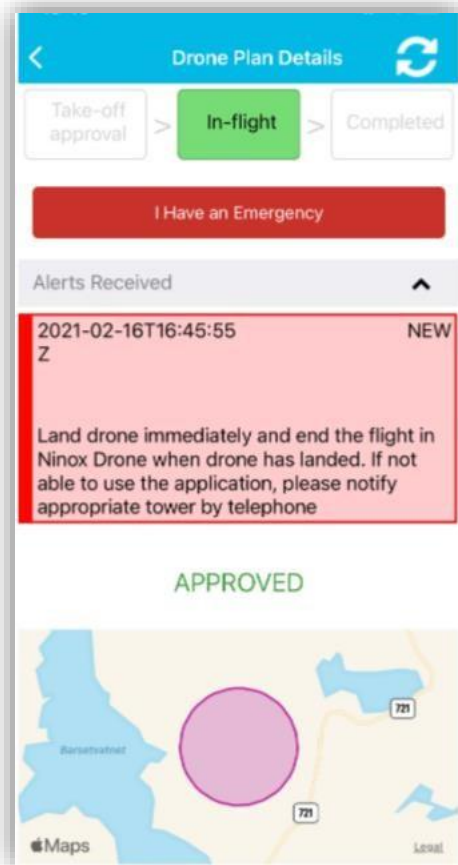 Drone Plan Details
Take-off
approval
>
In-flight
>
Completed
I Have an Emergency
Alerts Received
2021-02-16T16:45:55
Z
NEW
Land drone immediately and end the flight in
Ninox Drone when drone has landed. If not
able to use the application, please notify
appropriate tower by telephone
APPROVED
721
Barsetvatnet
721
Maps
Legal